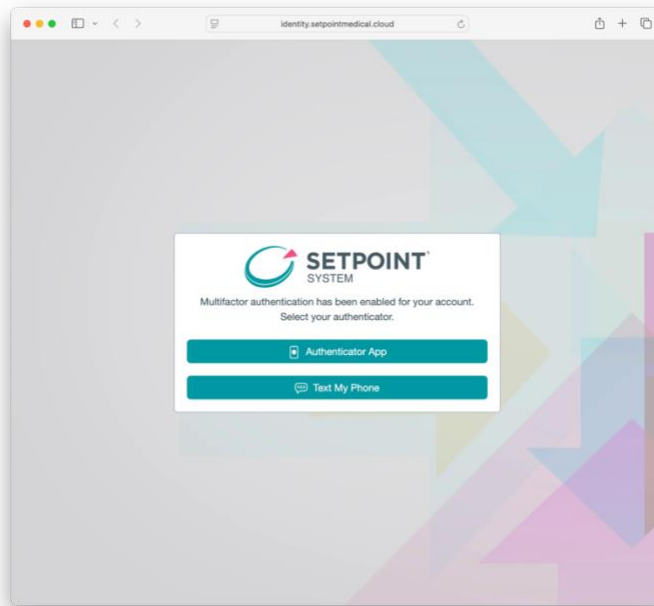 identity.setpointmedical.cloud
SETPOINT®
SYSTEM
Multifactor authentication has been enabled for your account.
Select your authenticator.
Authenticator App
Text My Phone